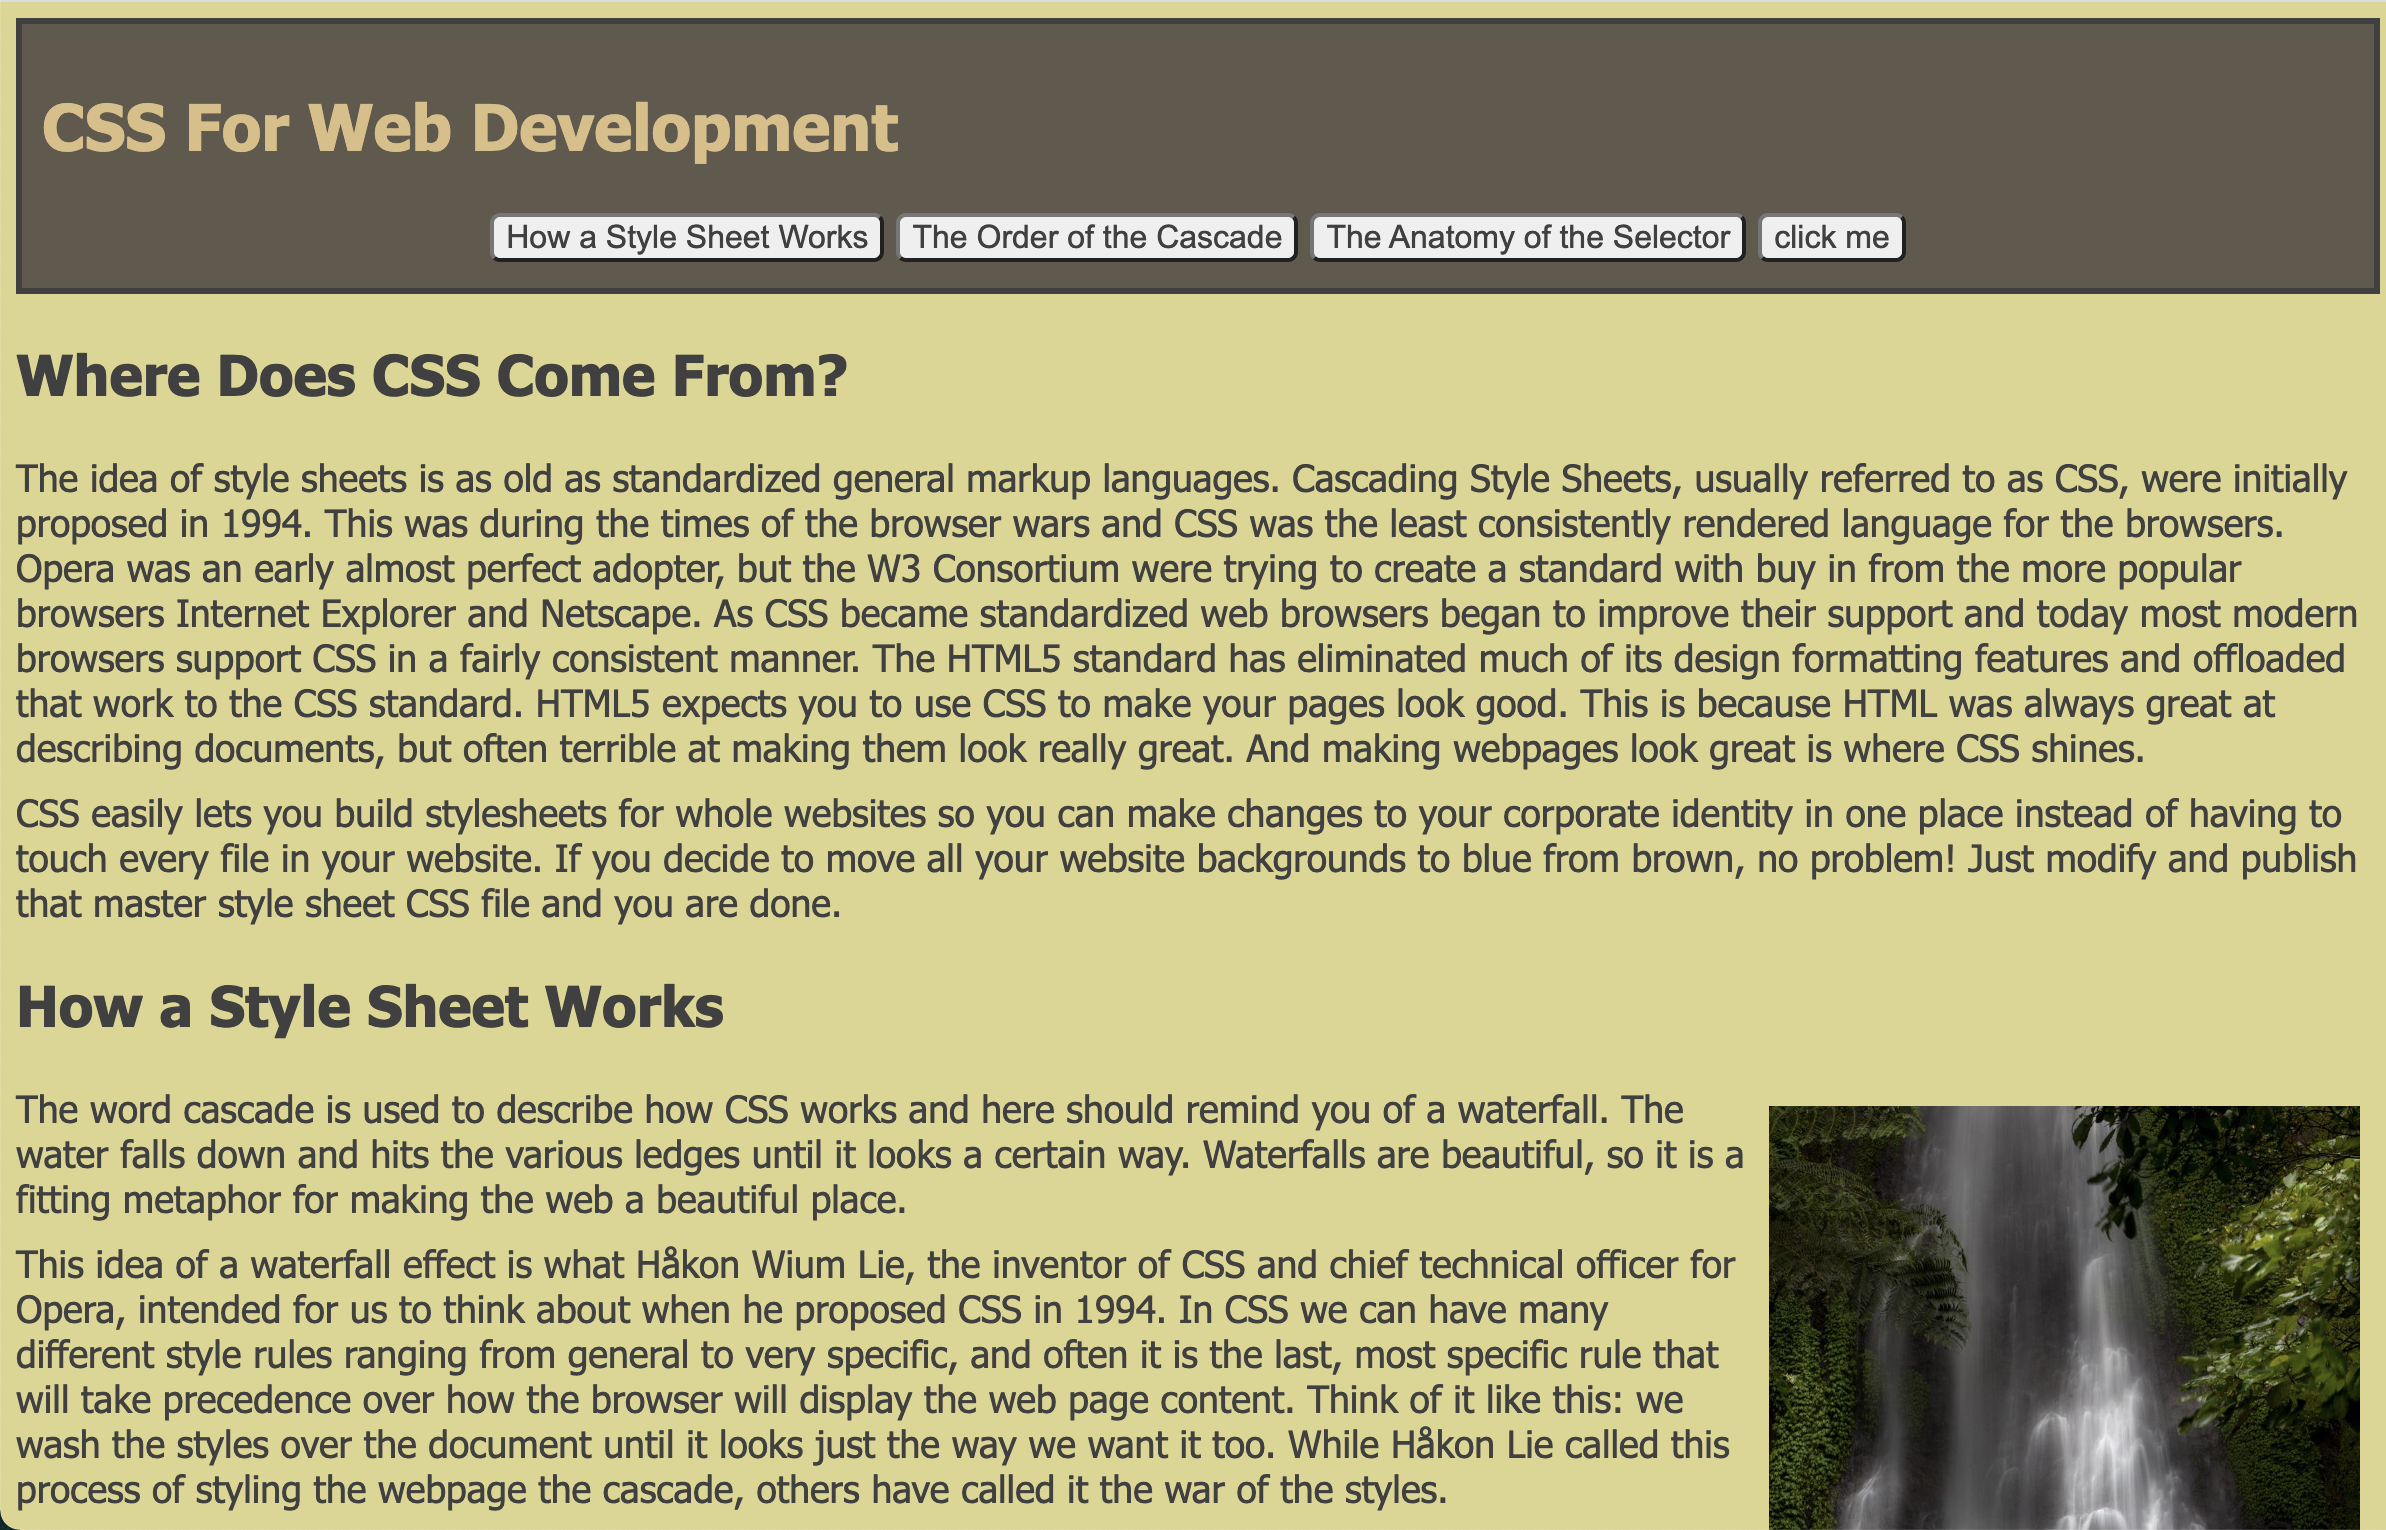 CSS For Web Development
How a Style Sheet Works The Order of the Cascade The Anatomy of the Selector click me
Where Does CSS Come From?
The idea of style sheets is as old as standardized general markup languages. Cascading Style Sheets, usually referred to as CSS, were initially
proposed in 1994. This was during the times of the browser wars and CSS was the least consistently rendered language for the browsers.
Opera was an early almost perfect adopter, but the W3 Consortium were trying to create a standard with buy in from the more popular
browsers Internet Explorer and Netscape. As CSS became standardized web browsers began to improve their support and today most modern
browsers support CSS in a fairly consistent manner. The HTML5 standard has eliminated much of its design formatting features and offloaded
that work to the CSS standard. HTML5 expects you to use CSS to make your pages look good. This is because HTML was always great at
describing documents, but often terrible at making them look really great. And making webpages look great is where CSS shines.
CSS easily lets you build stylesheets for whole websites so you can make changes to your corporate identity in one place instead of having to
touch every file in your website. If you decide to move all your website backgrounds to blue from brown, no problem! Just modify and publish
that master style sheet CSS file and you are done.
How a Style Sheet Works
The word cascade is used to describe how CSS works and here should remind you of a waterfall. The
water falls down and hits the various ledges until it looks a certain way. Waterfalls are beautiful, so it is a
fitting metaphor for making the web a beautiful place.
This idea of a waterfall effect is what Håkon Wium Lie, the inventor of CSS and chief technical officer for
Opera, intended for us to think about when he proposed CSS in 1994. In CSS we can have many
different style rules ranging from general to very specific, and often it is the last, most specific rule that
will take precedence over how the browser will display the web page content. Think of it like this: we
wash the styles over the document until it looks just the way we want it too. While Håkon Lie called this
process of styling the webpage the cascade, others have called it the war of the styles.